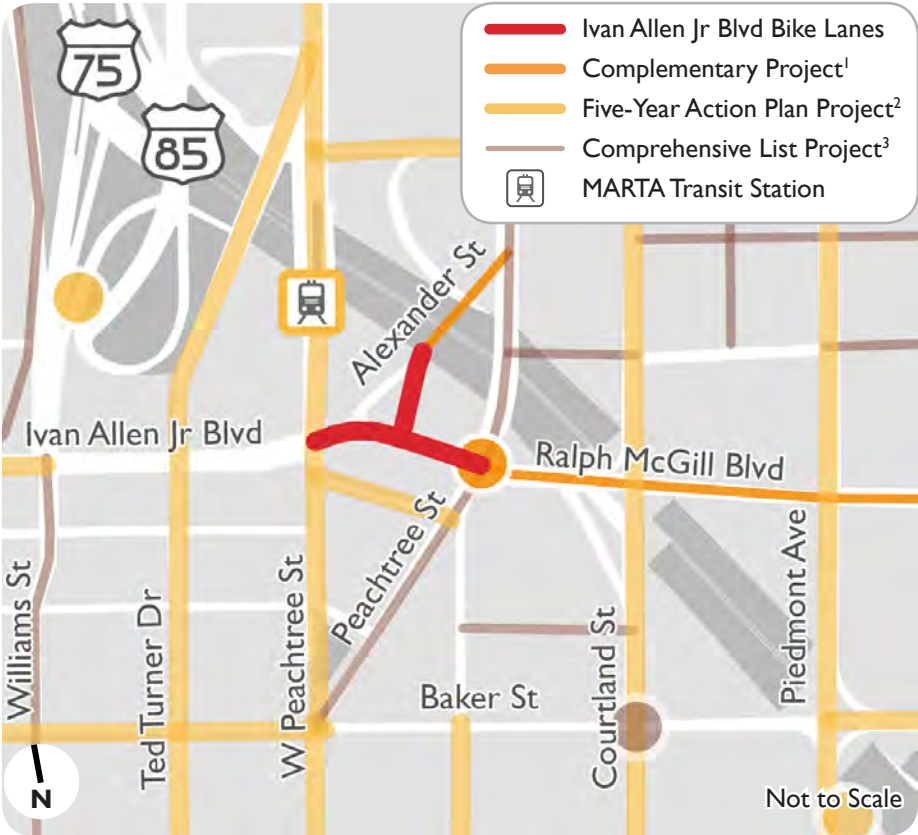 Ivan Allen Jr Blvd Bike Lanes
Complementary Project¹
Five-Year Action Plan Project²
Comprehensive List Project³
MARTA Transit Station
75
85
Alexander St
Ivan Allen Jr Blvd
Ralph McGill Blvd
Peachtree St
Williams St
Ted Turner Dr
W Peachtree St
Baker St
Courtland St
Piedmont Ave
N
Not to Scale